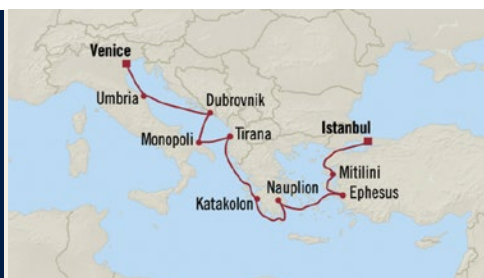 Venice
Umbria
Dubrovnik
Monopoli
Tirana
Istanbul
Mitilini
Nauplion
Ephesus
Katakolon